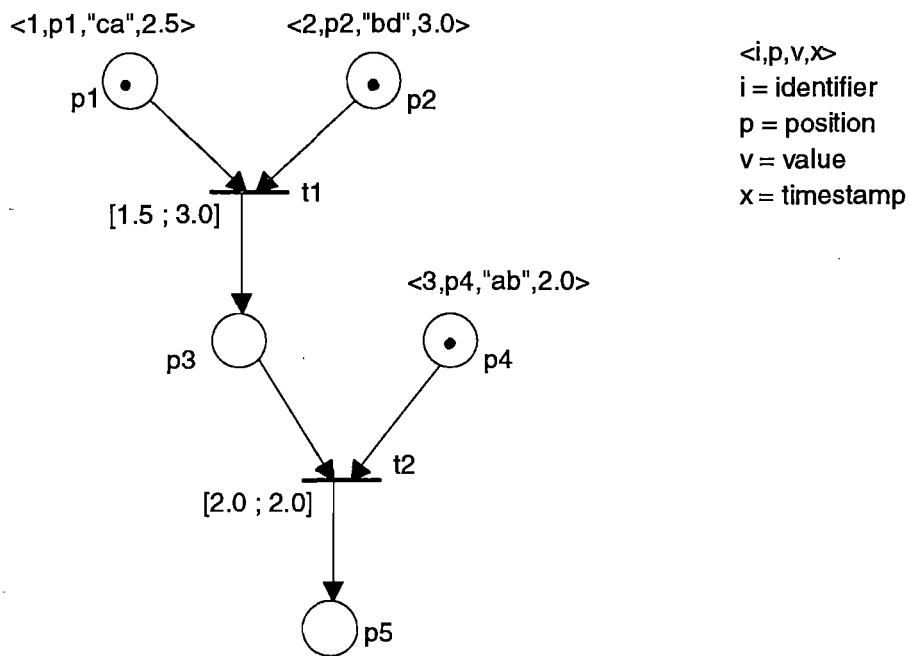 <1,p1,"ca",2.5> <2,p2,"bd",3.0>
<i,p,v,x>
i = identifier
p = position
v = value
x = timestamp
p1
p2
t1
[1.5 ; 3.0]
<3,p4,"ab",2.0>
p3
p4
t2
[2.0 ; 2.0]
p5